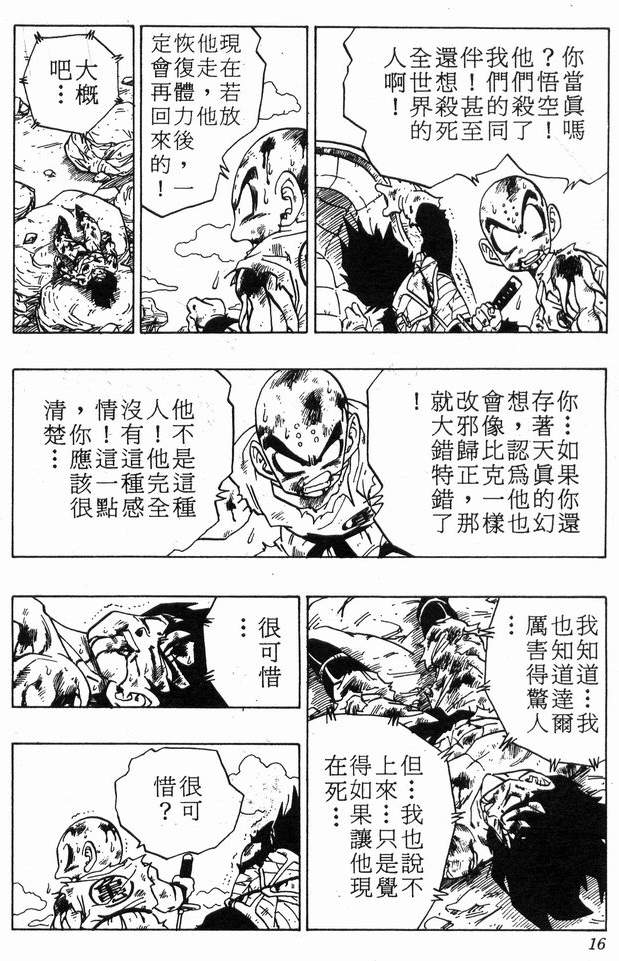 你當眞嗎
？悟空！
他們殺了
我們的同
伴！甚至
還想殺死
全世界的
人啊！
現在若放
他走，他
恢復體力後，一
定會再回來的！
大概
吧…
你…如果你還
存著天眞的幻
想，認爲他也
會像比克一樣
改邪歸正，那
就大錯特錯了
！
他不是這種
人！他完全
沒有這種感
情！這一點
，你應該很
清楚…
我知道…我
也知道達爾
厲害得驚人
…
但…我也說不
上來…只是覺
得如果讓他現
在死…
很可惜
…
很可
惜？
龜
16